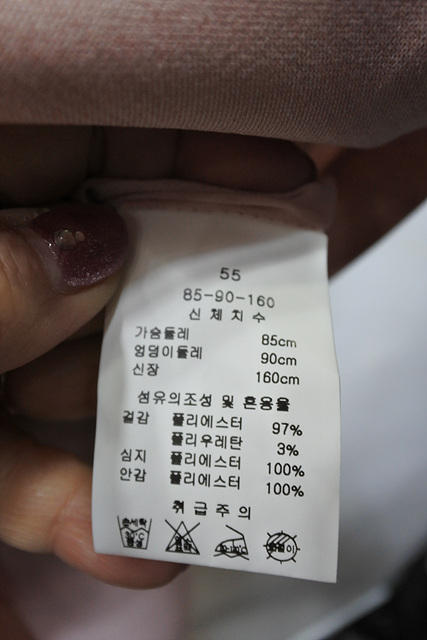 55
85-90-160
신체치수
가슴둘레 85cm
엉덩이둘레 90cm
신장 160cm
섬유의조성 및 혼용율
겉감 폴리에스터 97%
폴리우레탄 3%
심지 폴리에스터 100%
안감 폴리에스터 100%
취급주의